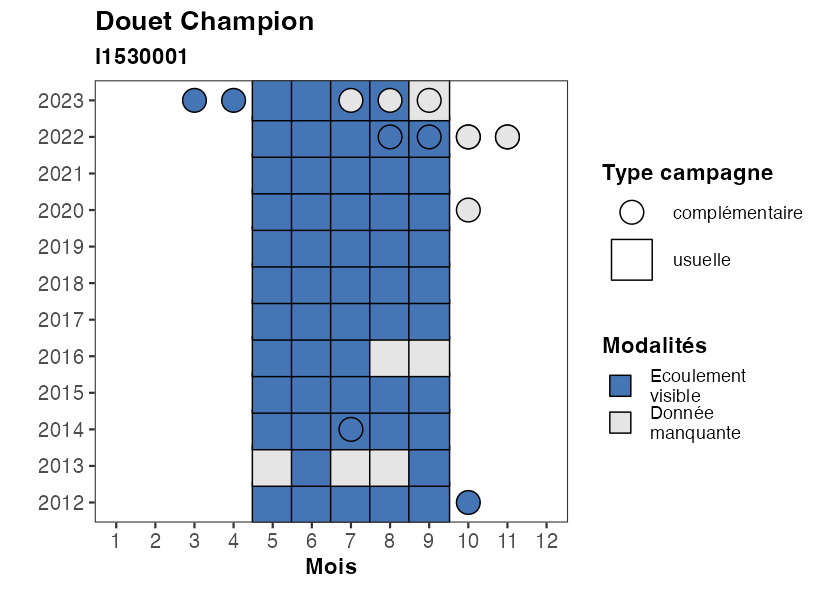 Douet Champion
I1530001
2023
2022
2021
2020
2019
2018
2017
2016
2015
2014
2013
2012
1 2 3 4 5 6 7 8 9 10 11 12
Mois
Type campagne
complémentaire
usuelle
Modalités
Ecoulement
visible
Donnée
manquante